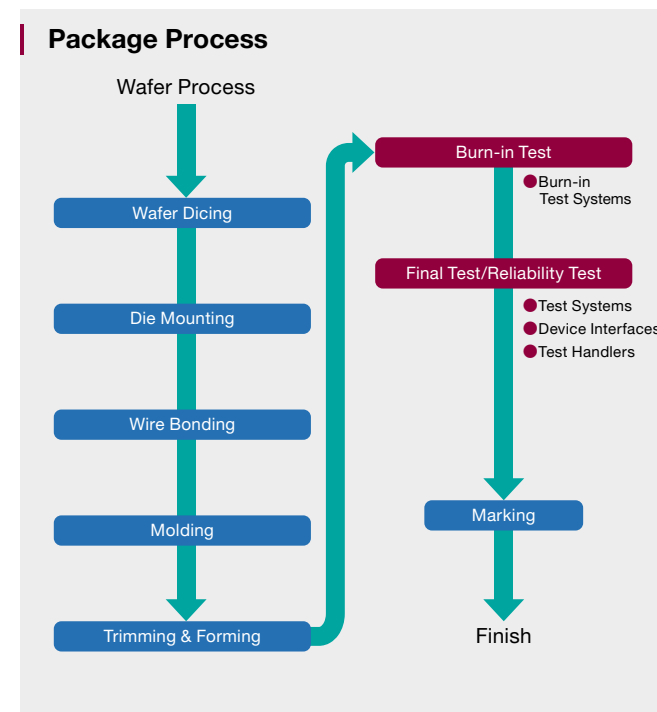 Package Process
Wafer Process
Wafer Dicing
Die Mounting
Wire Bonding
Molding
Trimming & Forming
Burn-in Test
Burn-in
Test Systems
Final Test/Reliability Test
Test Systems
Device Interfaces
Test Handlers
Marking
Finish